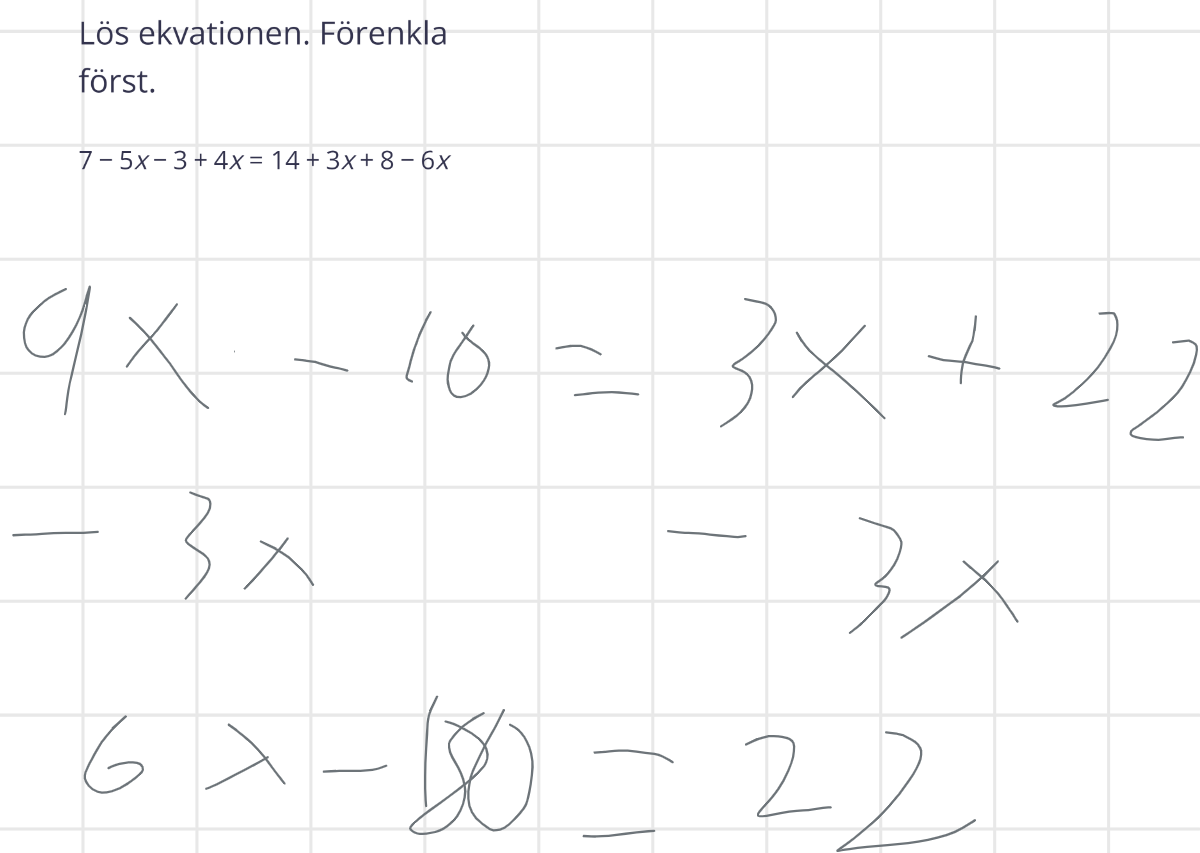 Lös ekvationen. Förenkla
först.
7 − 5x − 3 + 4x = 14 + 3x + 8 − 6x
9x - 10 = 3x + 22
- 3x - 3x
6x - 10 = 22